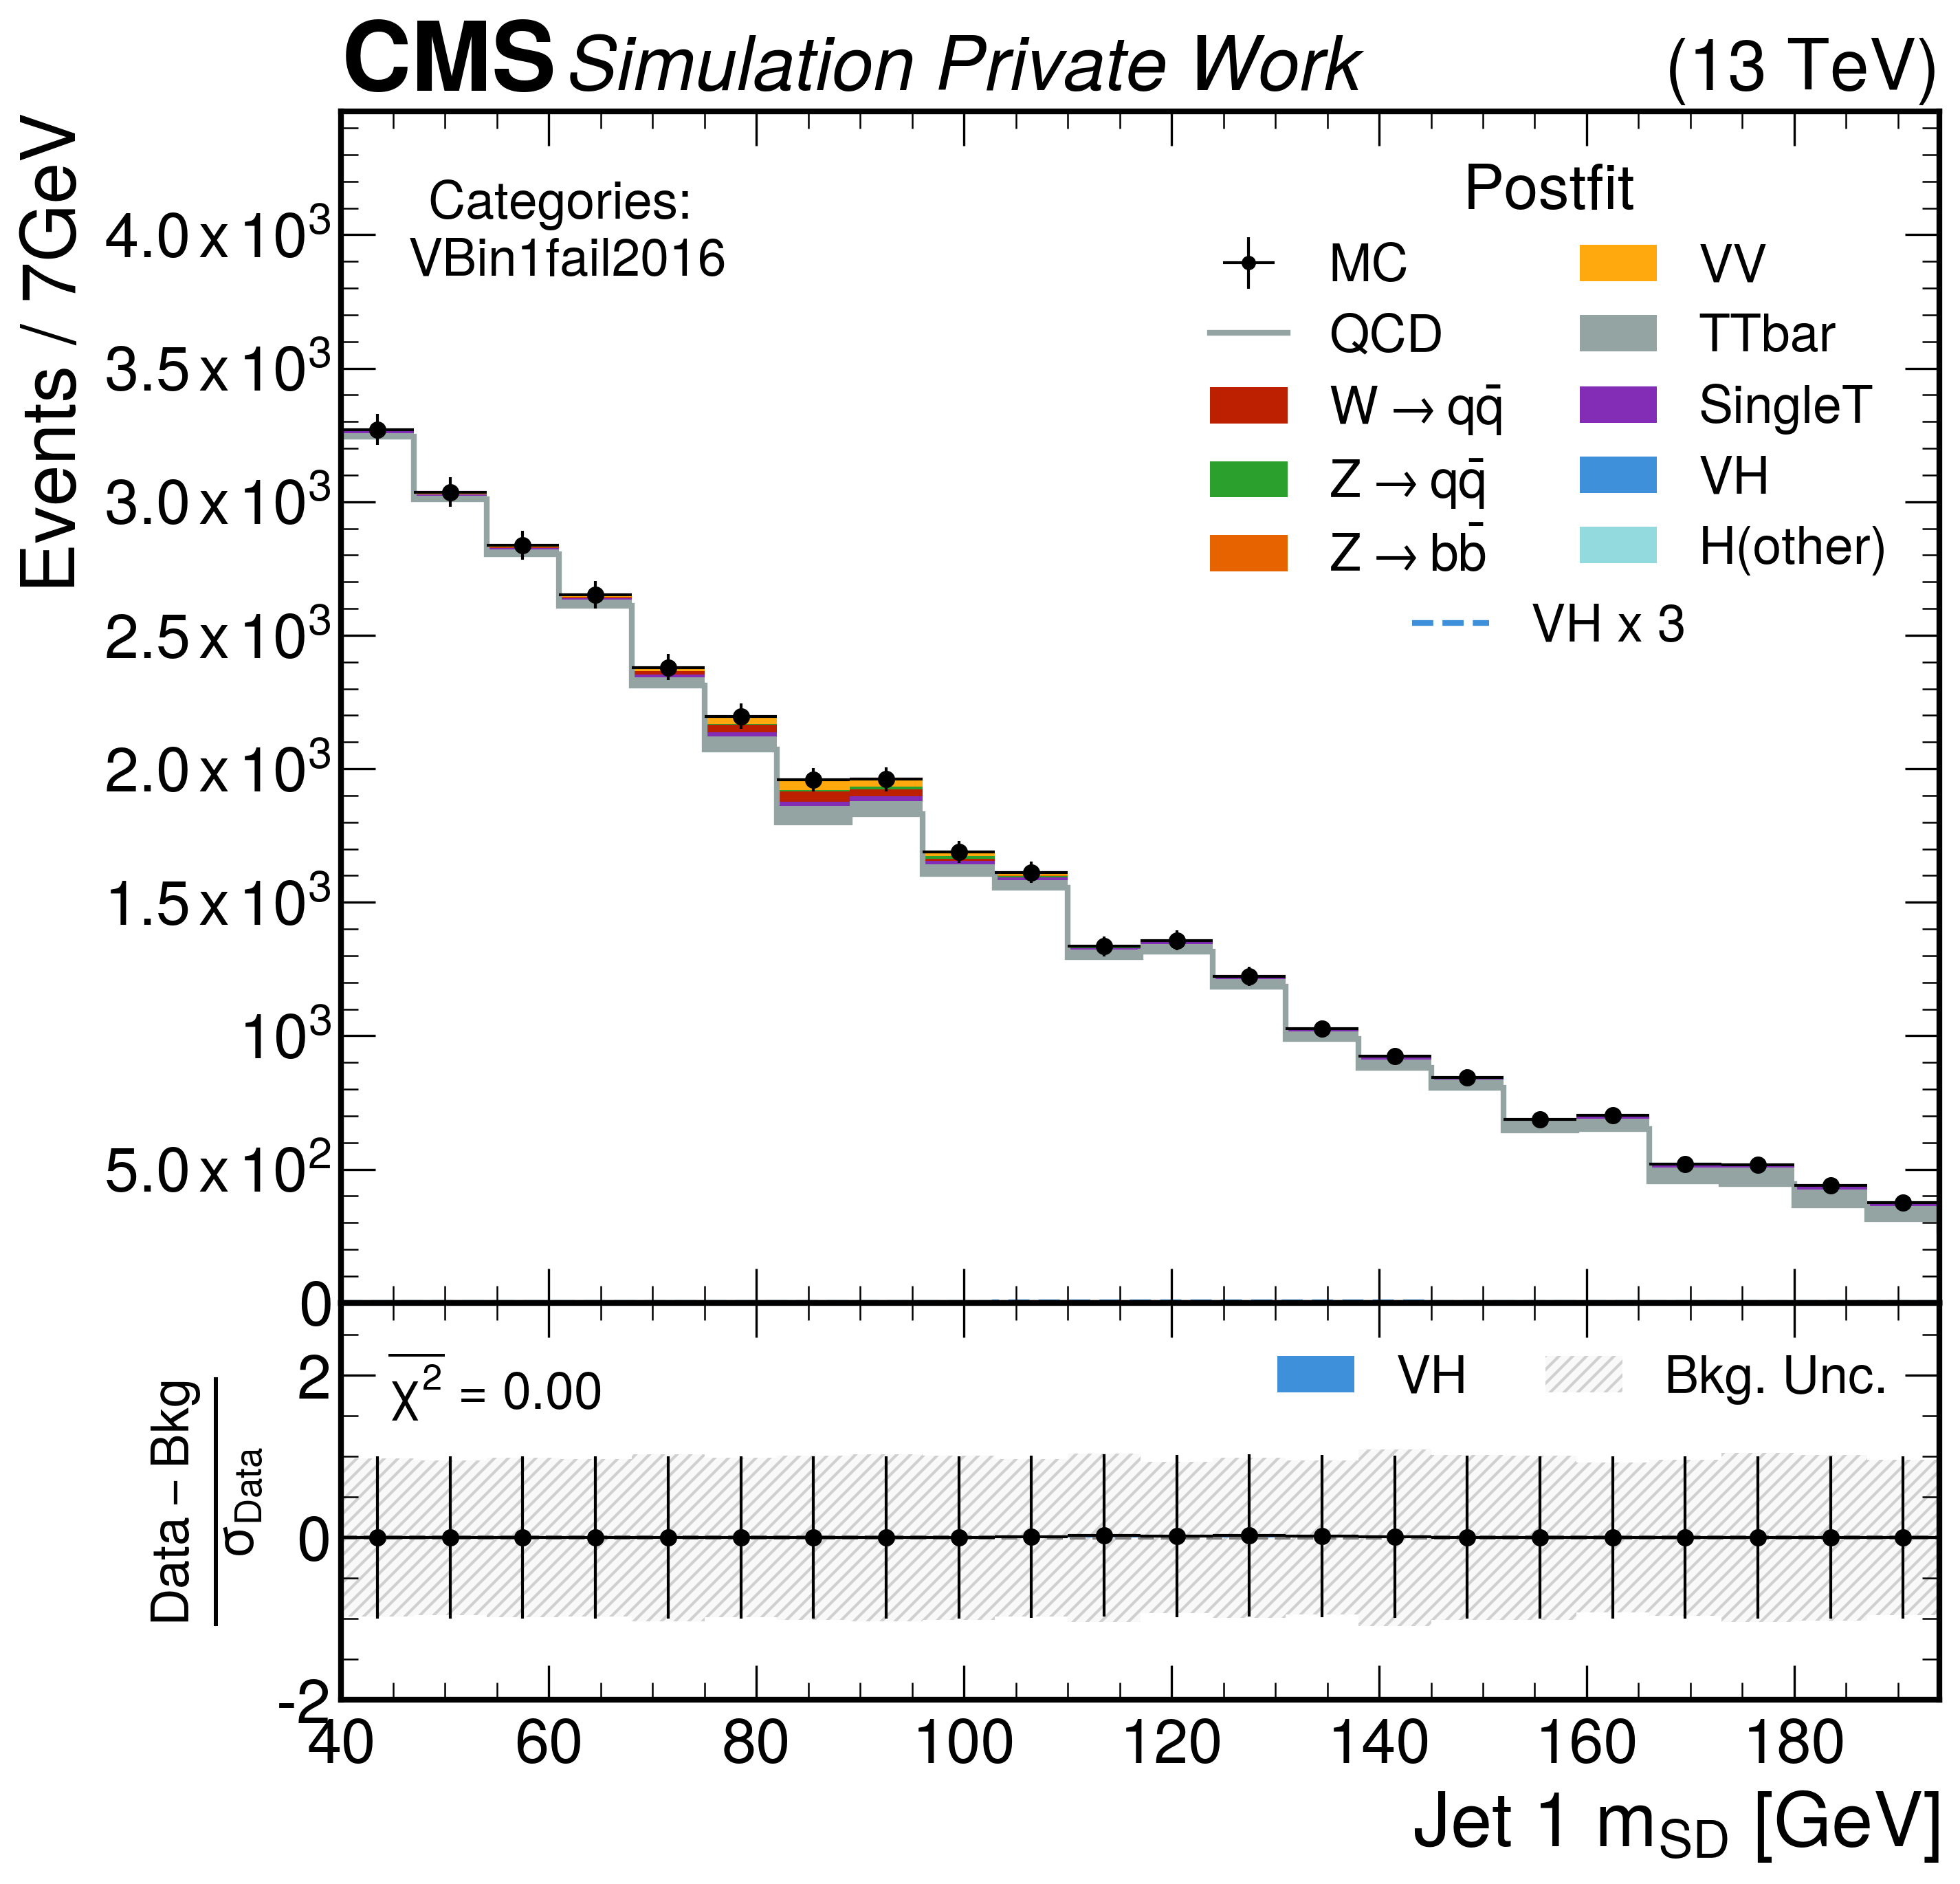 CMS Simulation Private Work (13 TeV)
Events / 7GeV
4.0 x 10³
3.5 x 10³
3.0 x 10³
2.5 x 10³
2.0 x 10³
1.5 x 10³
10³
5.0 x 10²
0
Categories:
VBin1fail2016
Postfit
MC
QCD
W → qq̄
Z → qq̄
Z → bb̄
VV
TTbar
SingleT
VH
H(other)
VH x 3
Data – Bkg
σ_Data
2
0
-2
χ̅²̅ = 0.00
VH
Bkg. Unc.
40 60 80 100 120 140 160 180
Jet 1 m_SD [GeV]